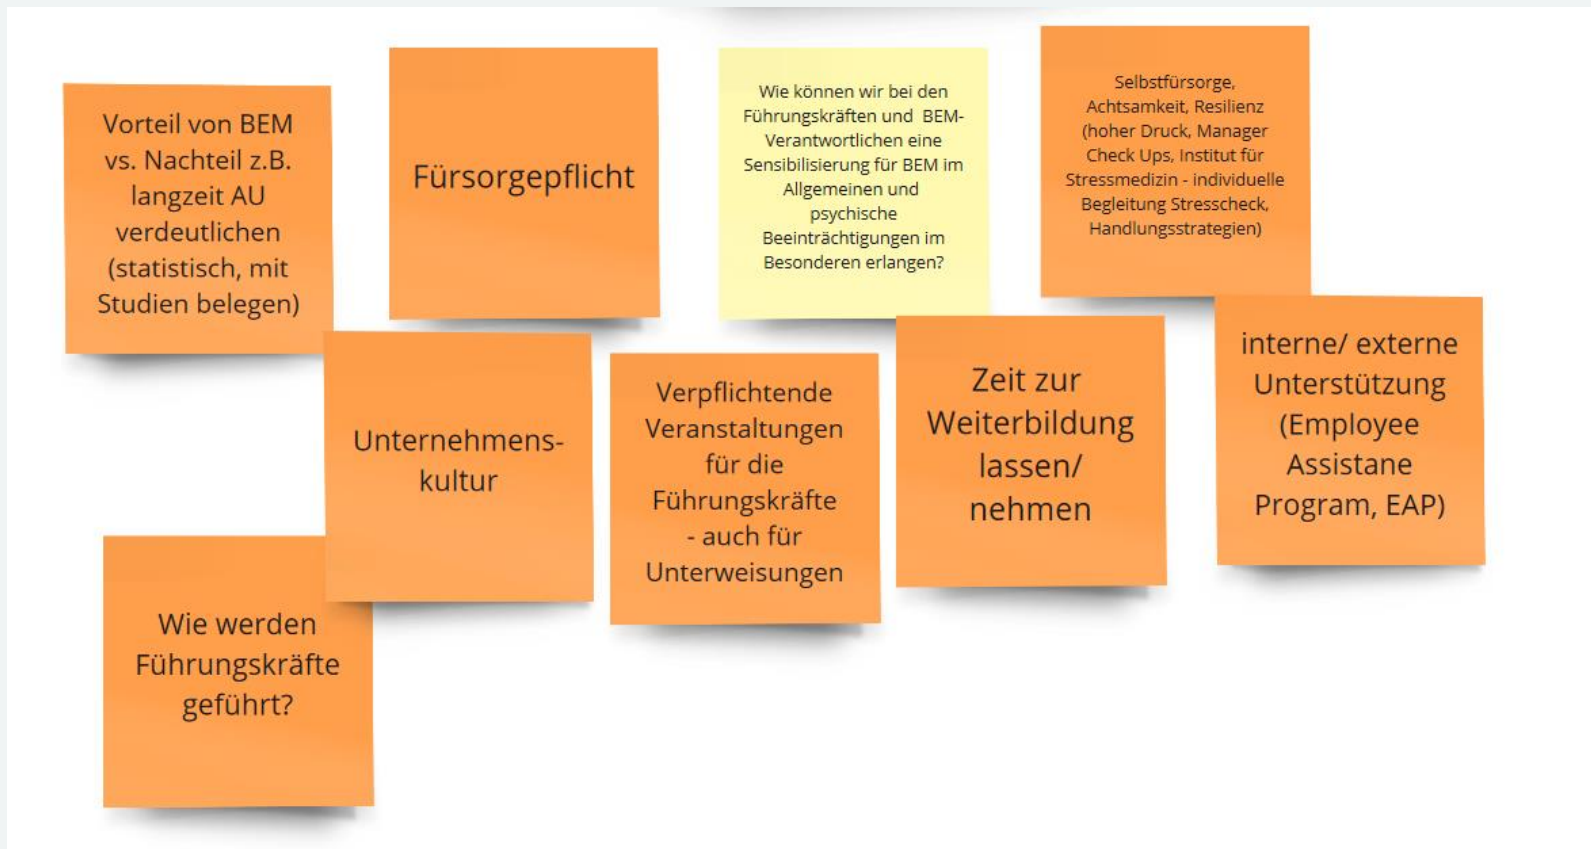 Vorteil von BEM
vs. Nachteil z.B.
langzeit AU
verdeutlichen
(statistisch, mit
Studien belegen)
Fürsorgepflicht
Wie können wir bei den
Führungskräften und BEM-
Verantwortlichen eine
Sensibilisierung für BEM im
Allgemeinen und
psychische
Beeinträchtigungen im
Besonderen erlangen?
Selbstfürsorge,
Achtsamkeit, Resilienz
(hoher Druck, Manager
Check Ups, Institut für
Stressmedizin - individuelle
Begleitung Stresscheck,
Handlungsstrategien)
Unternehmens-
kultur
Verpflichtende
Veranstaltungen
für die
Führungskräfte
- auch für
Unterweisungen
Zeit zur
Weiterbildung
lassen/
nehmen
interne/ externe
Unterstützung
(Employee
Assistane
Program, EAP)
Wie werden
Führungskräfte
geführt?